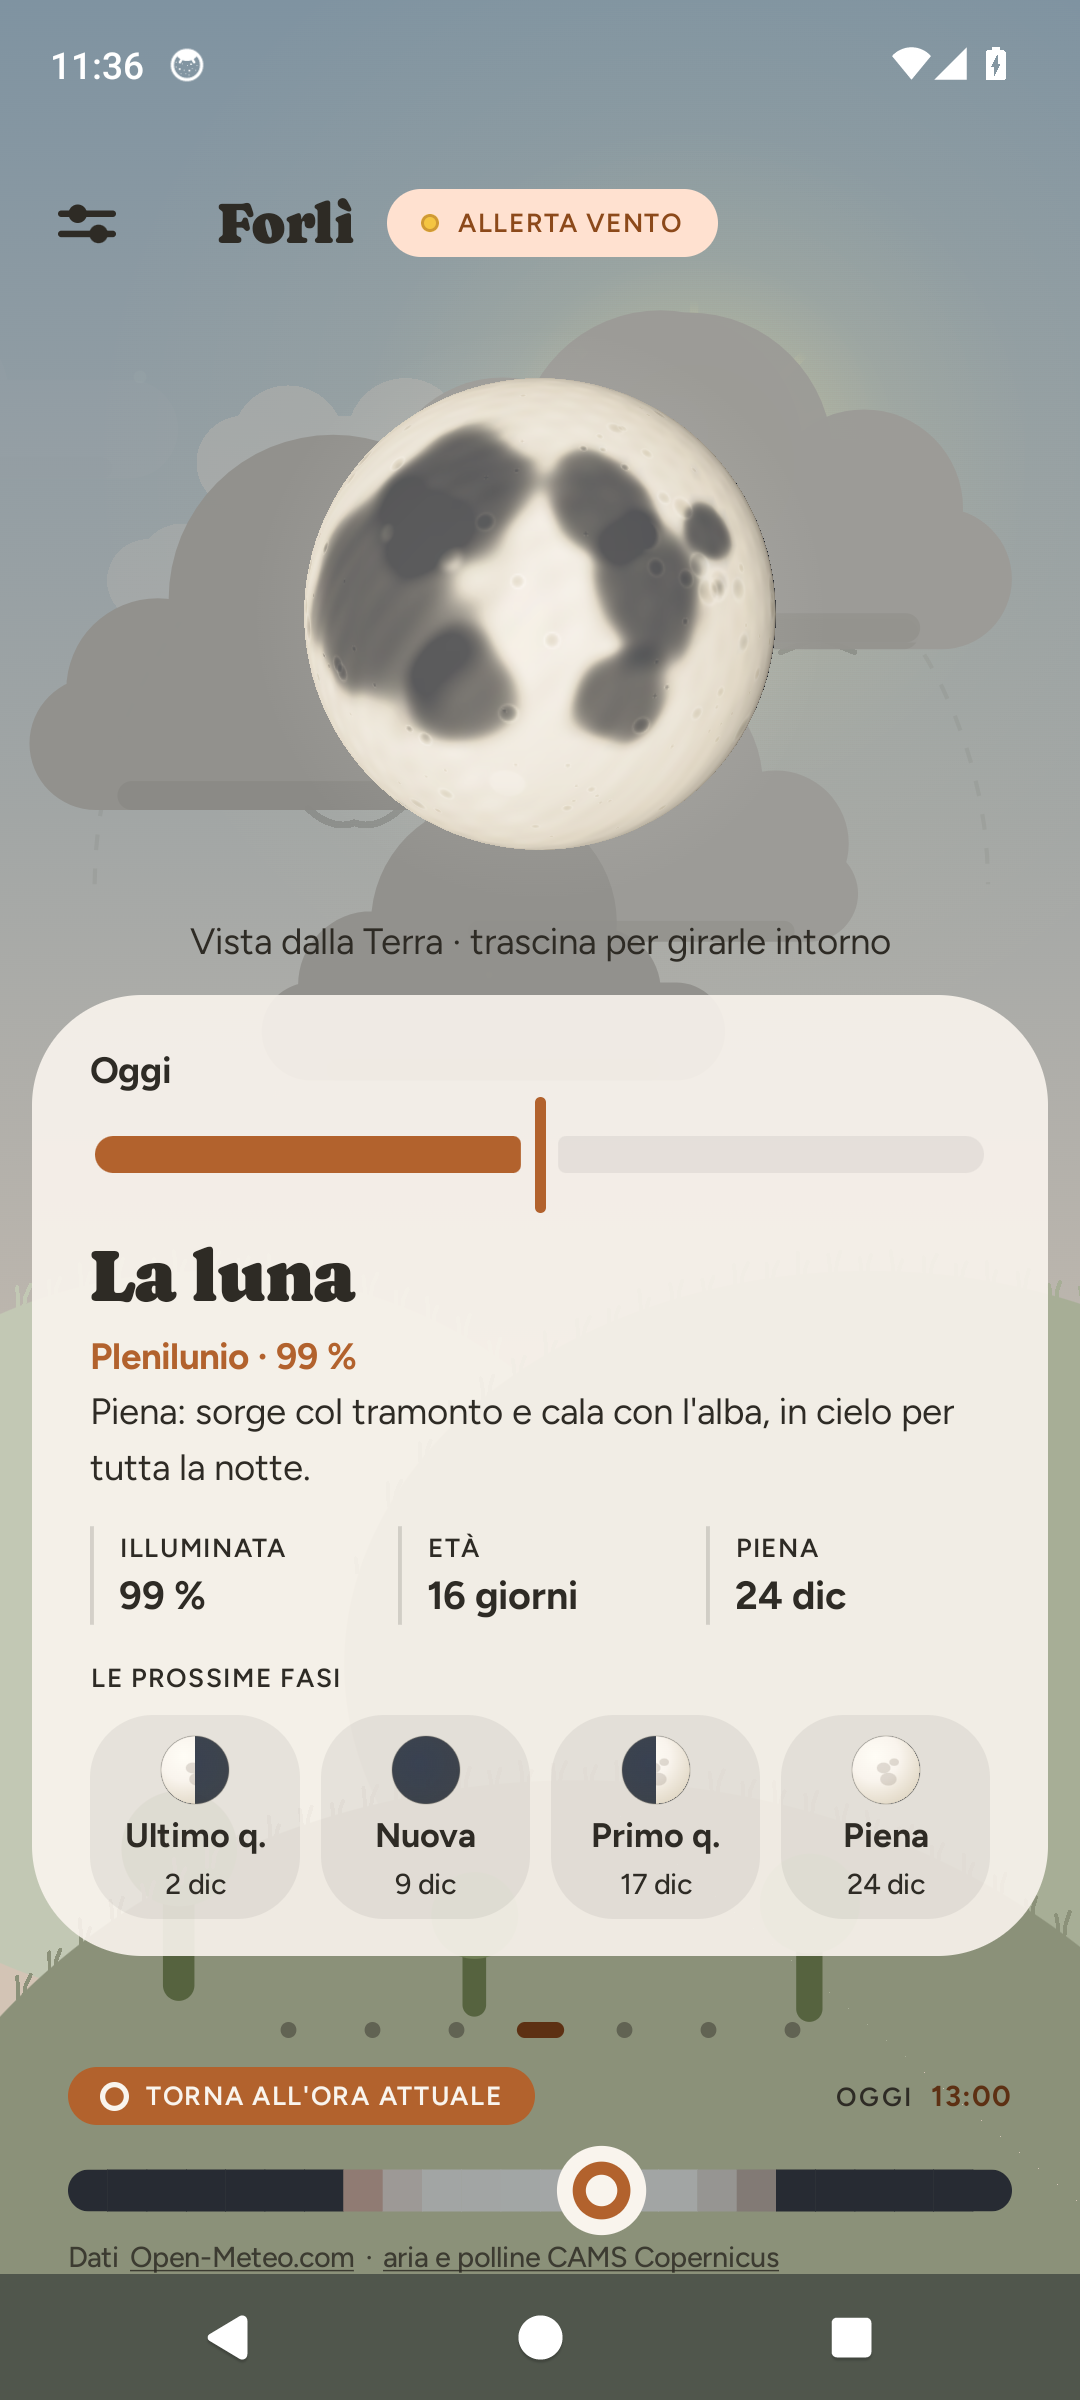 11:36
Forlì
ALLERTA VENTO
Vista dalla Terra · trascina per girarle intorno
Oggi
La luna
Plenilunio · 99 %
Piena: sorge col tramonto e cala con l'alba, in cielo per
tutta la notte.
ILLUMINATA ETÀ PIENA
99 % 16 giorni 24 dic
LE PROSSIME FASI
Ultimo q. Nuova Primo q. Piena
2 dic 9 dic 17 dic 24 dic
TORNA ALL'ORA ATTUALE OGGI 13:00
Dati Open-Meteo.com · aria e polline CAMS Copernicus